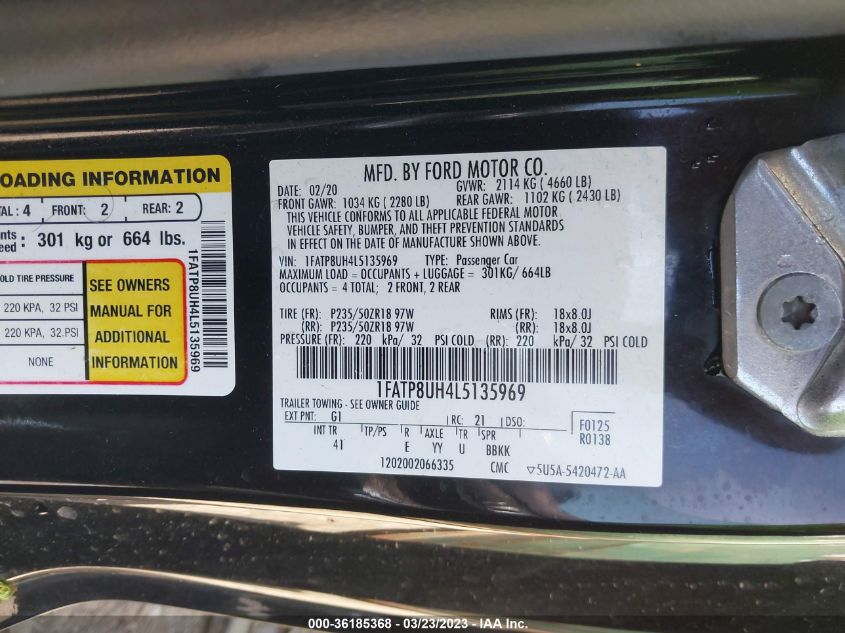 OADING INFORMATION
TAL : 4 FRONT: 2 REAR: 2
nts
eed : 301 kg or 664 lbs.
OLD TIRE PRESSURE
220 KPA, 32 PSI
220 KPA, 32 PSI
NONE
SEE OWNERS
MANUAL FOR
ADDITIONAL
INFORMATION
1FATP8UH4L5135969
MFD. BY FORD MOTOR CO.
DATE: 02/20 GVWR: 2114 KG ( 4660 LB)
FRONT GAWR: 1034 KG ( 2280 LB) REAR GAWR: 1102 KG ( 2430 LB)
THIS VEHICLE CONFORMS TO ALL APPLICABLE FEDERAL MOTOR
VEHICLE SAFETY, BUMPER, AND THEFT PREVENTION STANDARDS
IN EFFECT ON THE DATE OF MANUFACTURE SHOWN ABOVE.
VIN: 1FATP8UH4L5135969 TYPE: Passenger Car
MAXIMUM LOAD = OCCUPANTS + LUGGAGE = 301KG/ 664LB
OCCUPANTS = 4 TOTAL; 2 FRONT, 2 REAR
TIRE (FR): P235/50ZR18 97W RIMS (FR): 18x8.0J
(RR): P235/50ZR18 97W (RR): 18x8.0J
PRESSURE (FR): 220 kPa/ 32 PSI COLD (RR): 220 kPa/ 32 PSI COLD
1FATP8UH4L5135969
TRAILER TOWING - SEE OWNER GUIDE
EXT PNT: G1 RC: 21 DSO: F0125
INT TR TP/PS R AXLE TR SPR R0138
41 E YY U BBKK
1202002066335 CMC 5U5A-5420472-AA
000-36185368 - 03/23/2023 - IAA Inc.